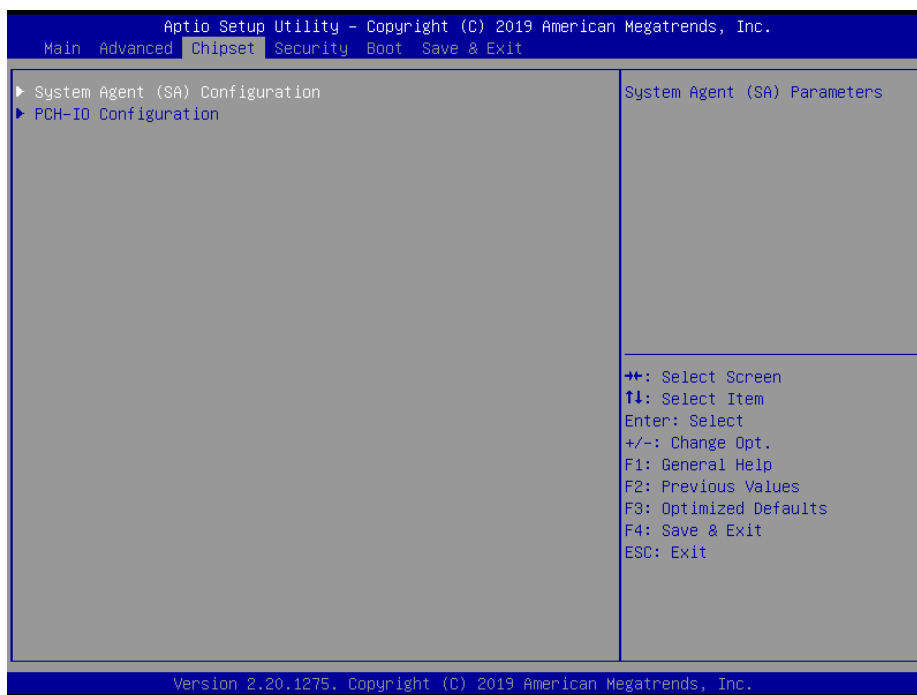 Aptio Setup Utility – Copyright (C) 2019 American Megatrends, Inc.
Main Advanced Chipset Security Boot Save & Exit
System Agent (SA) Configuration
PCH-IO Configuration
System Agent (SA) Parameters
→←: Select Screen
↑↓: Select Item
Enter: Select
+/-: Change Opt.
F1: General Help
F2: Previous Values
F3: Optimized Defaults
F4: Save & Exit
ESC: Exit
Version 2.20.1275. Copyright (C) 2019 American Megatrends, Inc.